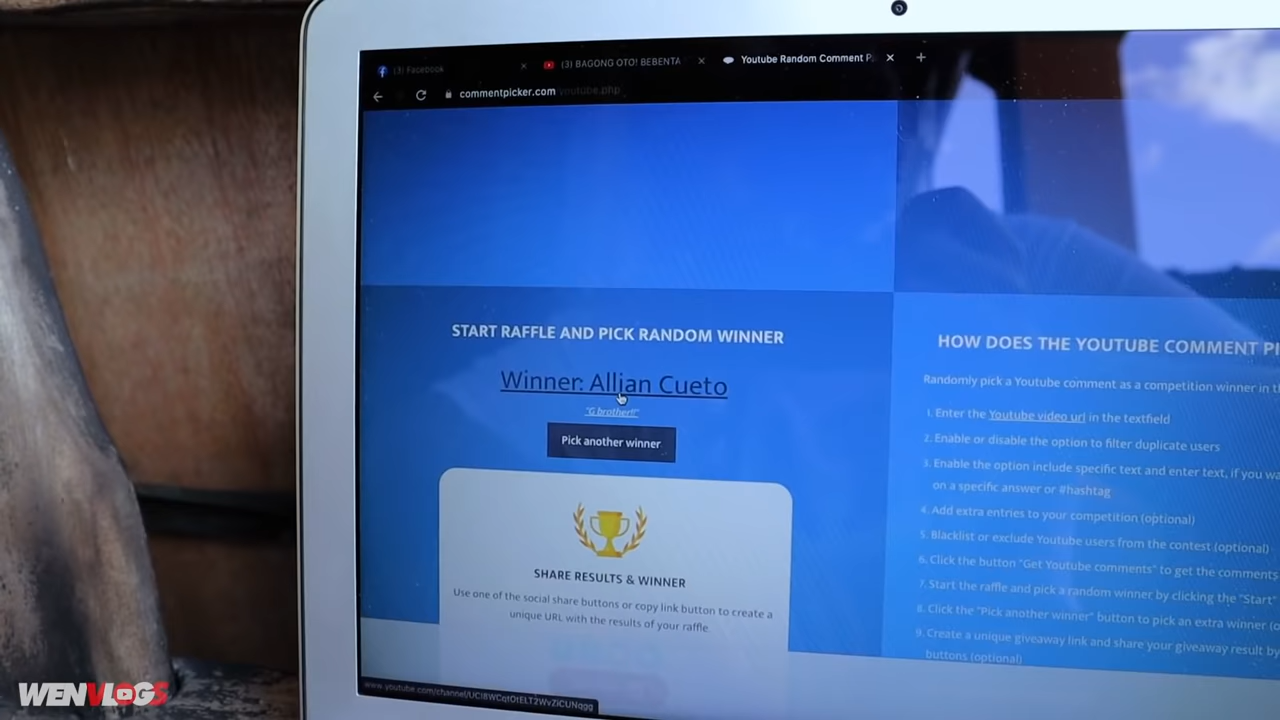 (3) Facebook
(3) BAGONG OTO! BEBENTA
Youtube Random Comment P
commentpicker.com/youtube.php
START RAFFLE AND PICK RANDOM WINNER
Winner: Allian Cueto
"G brother!!"
Pick another winner
SHARE RESULTS & WINNER
Use one of the social share buttons or copy link button to create a
unique URL with the results of your raffle.
HOW DOES THE YOUTUBE COMMENT PI
Randomly pick a Youtube comment as a competition winner in th
1. Enter the Youtube video url in the textfield
2. Enable or disable the option to filter duplicate users
3. Enable the option include specific text and enter text, if you wa
on a specific answer or #hashtag
4. Add extra entries to your competition (optional)
5. Blacklist or exclude Youtube users from the contest (optional)
6. Click the button "Get Youtube comments" to get the comments
7. Start the raffle and pick a random winner by clicking the "Start"
8. Click the "Pick another winner" button to pick an extra winner (o
9. Create a unique giveaway link and share your giveaway result by
buttons (optional)
WENVLOGS